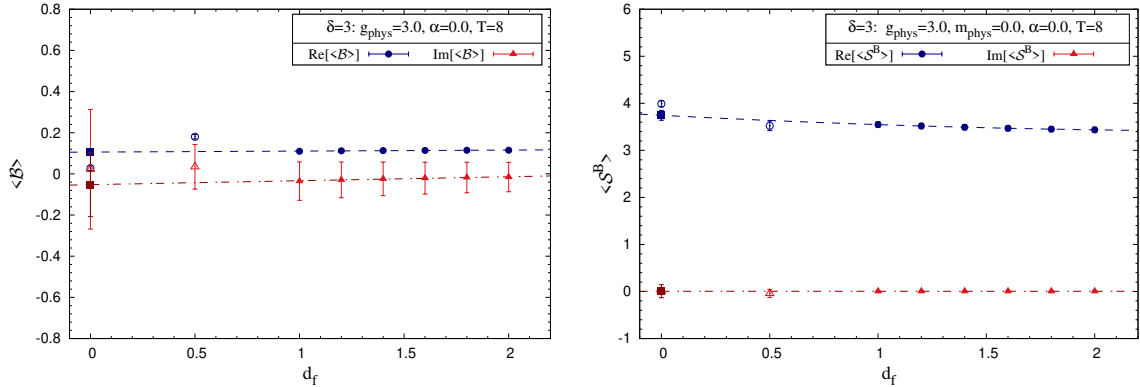 δ=3: g_phys=3.0, α=0.0, T=8
Re[<ℬ>] Im[<ℬ>]
0.8
0.6
0.4
0.2
0
-0.2
-0.4
-0.6
-0.8
<ℬ>
0 0.5 1 1.5 2
d_f
δ=3: g_phys=3.0, m_phys=0.0, α=0.0, T=8
Re[<𝒮^B>] Im[<𝒮^B>]
6
5
4
3
2
1
0
-1
<𝒮^B>
0 0.5 1 1.5 2
d_f